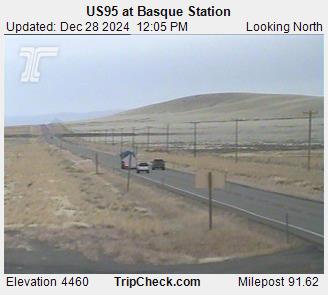 US95 at Basque Station
Updated: Dec 28 2024 12:05 PM Looking North
Elevation 4460 TripCheck.com Milepost 91.62